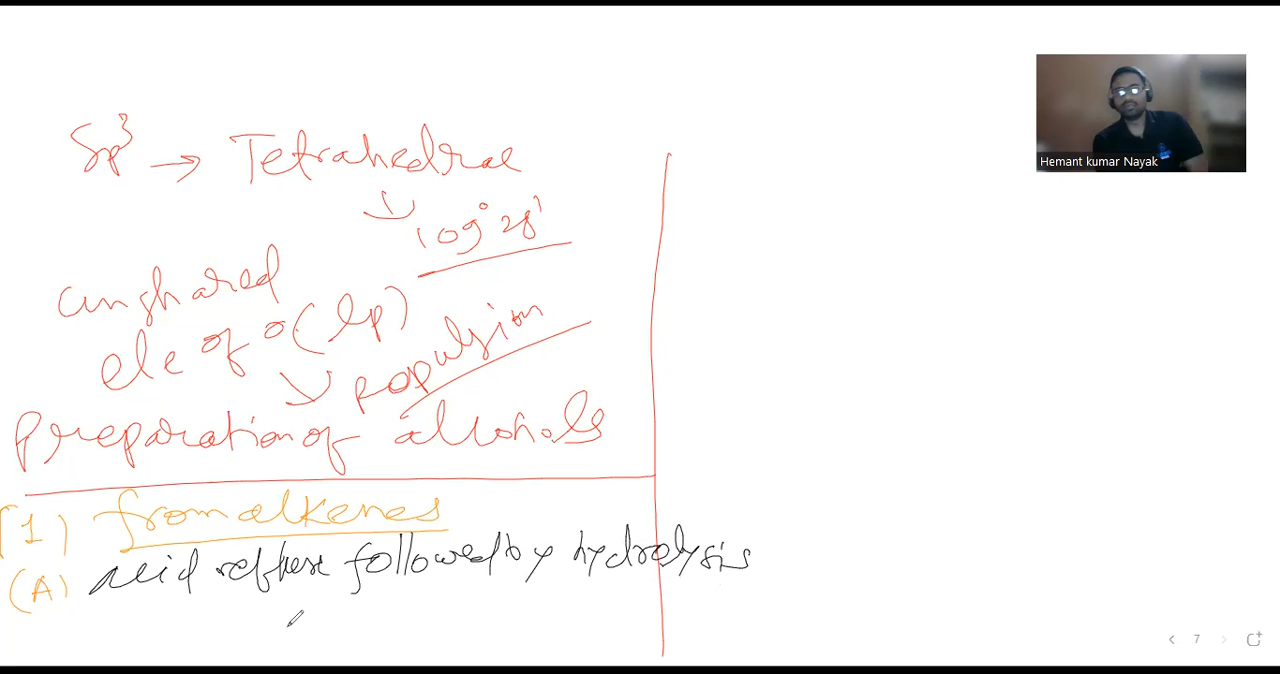 Sp³ → Tetrahedral
109° 28'
unshared
ele of o (lp)
repulsion
preparation of alcohols
(1) from alkenes
(A) acid followed by hydrolysis
Hemant kumar Nayak
7